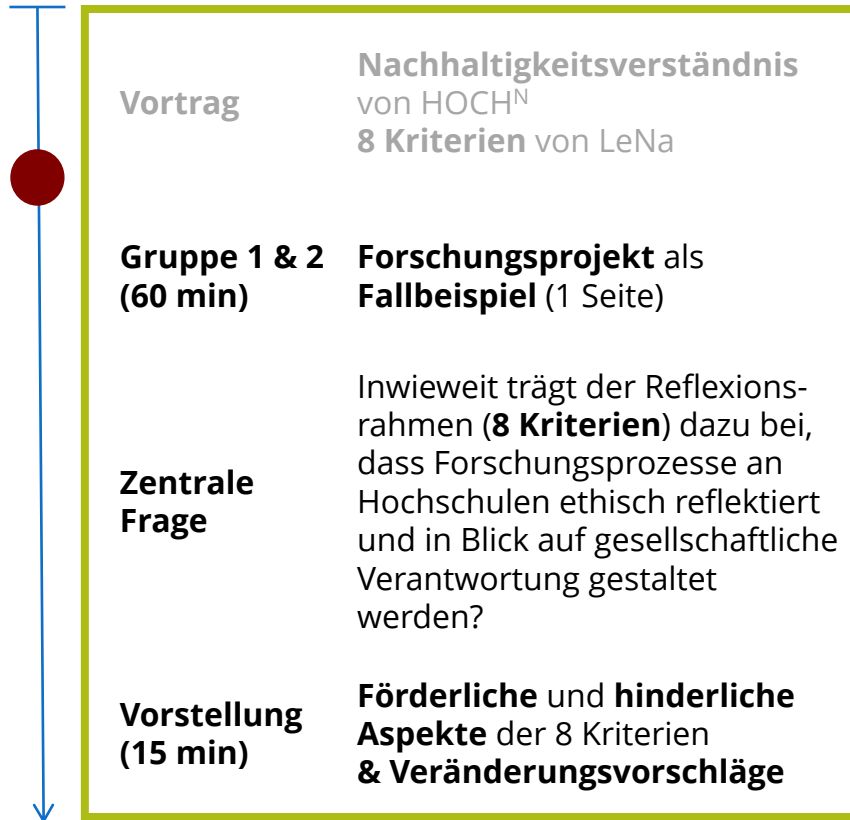 Vortrag
Nachhaltigkeitsverständnis
von HOCHᴺ
8 Kriterien von LeNa
Gruppe 1 & 2
(60 min)
Forschungsprojekt als
Fallbeispiel (1 Seite)
Zentrale
Frage
Inwieweit trägt der Reflexions-
rahmen (8 Kriterien) dazu bei,
dass Forschungsprozesse an
Hochschulen ethisch reflektiert
und in Blick auf gesellschaftliche
Verantwortung gestaltet
werden?
Vorstellung
(15 min)
Förderliche und hinderliche
Aspekte der 8 Kriterien
& Veränderungsvorschläge